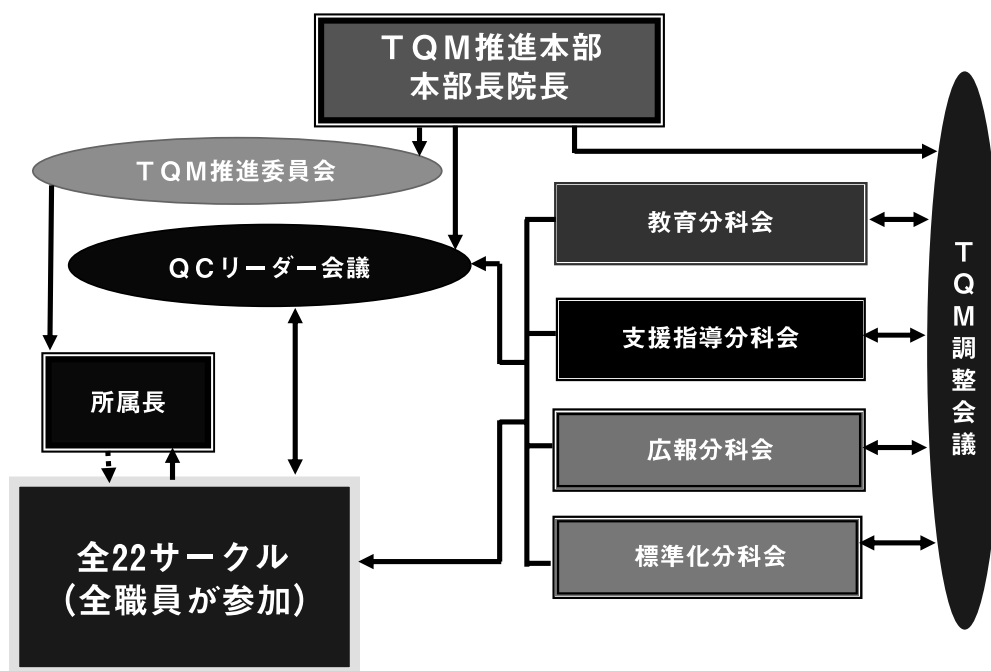 ＴＱＭ推進本部
本部長院長
ＴＱＭ推進委員会
ＱＣリーダー会議
所属長
全22サークル
（全職員が参加）
教育分科会
支援指導分科会
広報分科会
標準化分科会
ＴＱＭ調整会議